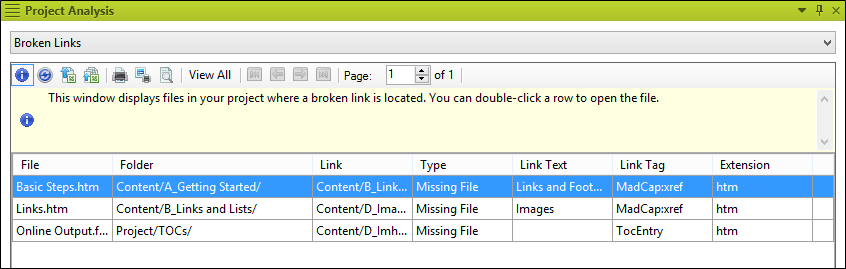 Project Analysis
Broken Links
View All Page: 1 of 1
This window displays files in your project where a broken link is located. You can double-click a row to open the file.
File Folder Link Type Link Text Link Tag Extension
Basic Steps.htm Content/A_Getting Started/ Content/B_Link... Missing File Links and Foot... MadCap:xref htm
Links.htm Content/B_Links and Lists/ Content/D_Ima... Missing File Images MadCap:xref htm
Online Output.f... Project/TOCs/ Content/D_Imh... Missing File TocEntry htm